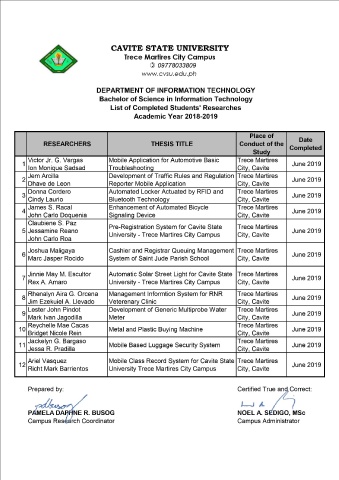 CAVITE STATE UNIVERSITY
Trece Martires City Campus
09778033809
www.cvsu.edu.ph
DEPARTMENT OF INFORMATION TECHNOLOGY
Bachelor of Science in Information Technology
List of Completed Students' Researches
Academic Year 2018-2019
RESEARCHERS THESIS TITLE Place of Conduct of the Study Date Completed
1 Victor Jr. G. Vargas Mobile Application for Automotive Basic Trece Martires June 2019
Ion Monique Sadsad Troubleshooting City, Cavite
2 Jem Arcilla Development of Traffic Rules and Regulation Trece Martires June 2019
Dhave de Leon Reporter Mobile Application City, Cavite
3 Donna Cordero Automated Locker Actuated by RFID and Trece Martires June 2019
Cindy Laurio Bluetooth Technology City, Cavite
4 James S. Racal Enhancement of Automated Bicycle Trece Martires June 2019
John Carlo Doquenia Signaling Device City, Cavite
Claubiene S. Paz
5 Jessamine Reano Pre-Registration System for Cavite State Trece Martires June 2019
John Carlo Roa University - Trece Martires City Campus City, Cavite
6 Joshua Maligaya Cashier and Registrar Queuing Management Trece Martires June 2019
Marc Jasper Rocido System of Saint Jude Parish School City, Cavite
7 Jinnie May M. Escultor Automatic Solar Street Light for Cavite State Trece Martires June 2019
Rex A. Amaro University - Trece Martires City Campus City, Cavite
8 Rhenalyn Aira G. Orcena Management Information System for RNR Trece Martires June 2019
Jim Ezekuiel A. Llevado Veterenary Clinic City, Cavite
9 Lester John Pindot Development of Generic Multiprobe Water Trece Martires June 2019
Mark Ivan Jagodilla Meter City, Cavite
10 Reychelle Mae Cacas Metal and Plastic Buying Machine Trece Martires June 2019
Bridget Nicole Rein City, Cavite
11 Jackelyn G. Bargaso Mobile Based Luggage Security System Trece Martires June 2019
Jessa R. Pradilla City, Cavite
12 Ariel Vasquez Mobile Class Record System for Cavite State Trece Martires June 2019
Richt Mark Barrientos University Trece Martires City Campus City, Cavite
Prepared by: Certified True and Correct:
PAMELA DAPHNE R. BUSOG NOEL A. SEDIGO, MSc
Campus Research Coordinator Campus Administrator